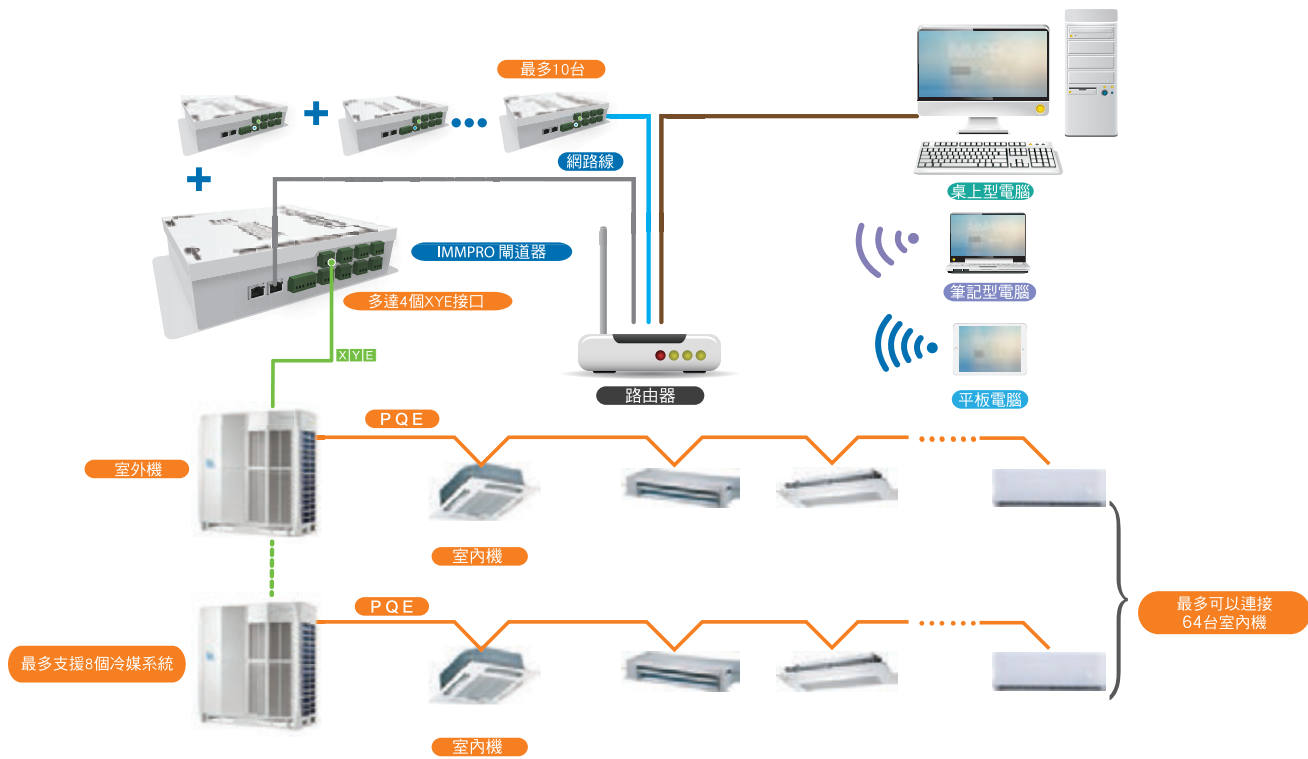 最多10台
網路線
桌上型電腦
IMMPRO 閘道器
筆記型電腦
多達4個XYE接口
X Y E
路由器
平板電腦
P Q E
室外機
室內機
P Q E
最多可以連接
64台室內機
最多支援8個冷媒系統
室內機